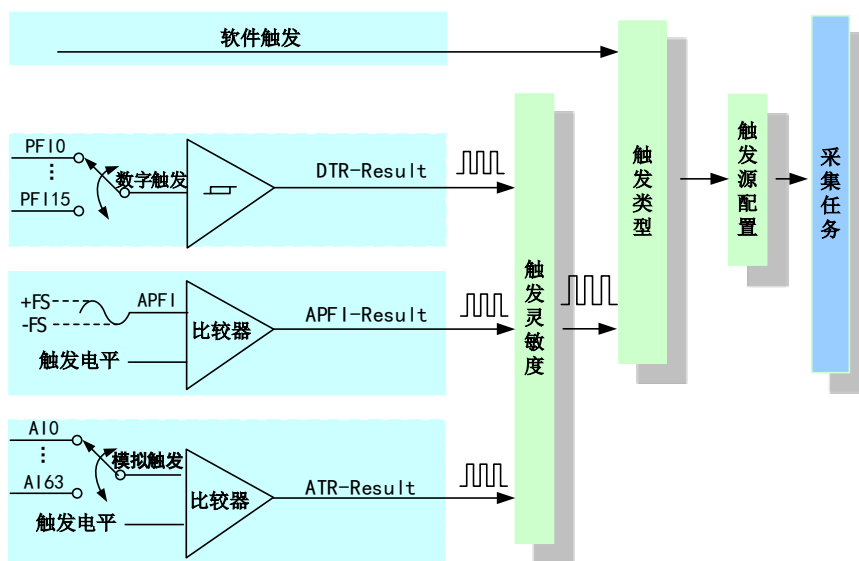 软件触发
PFI0
⋮
PFI15
数字触发
DTR-Result
+FS
-FS
APFI
触发电平
比较器
APFI-Result
AI0
⋮
AI63
模拟触发
触发电平
比较器
ATR-Result
触发灵敏度
触发类型
触发源配置
采集任务